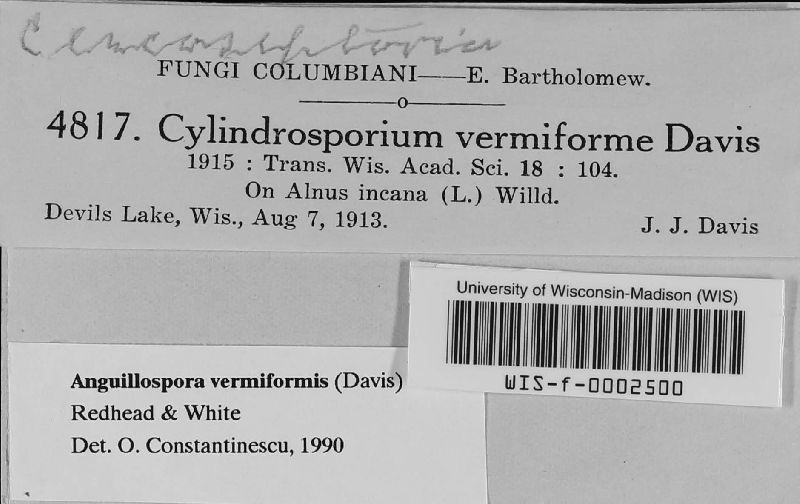 FUNGI COLUMBIANI——E. Bartholomew.
4817. Cylindrosporium vermiforme Davis
1915 : Trans. Wis. Acad. Sci. 18 : 104.
On Alnus incana (L.) Willd.
Devils Lake, Wis., Aug 7, 1913. J. J. Davis
University of Wisconsin-Madison (WIS)
WIS-f-0002500
Anguillospora vermiformis (Davis)
Redhead & White
Det. O. Constantinescu, 1990